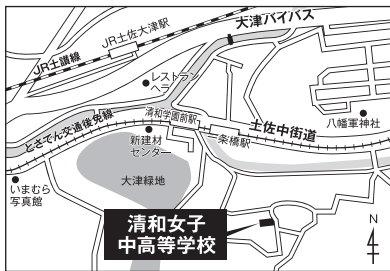 JR土佐大津駅
大津バイパス
JR土讃線
レストラン
ヘラ
八幡軍神社
清和学園前駅
土佐中街道
とさでん交通後免線
新建材
センター
一条橋駅
いまむら
写真館
大津緑地
清和女子
中高等学校
N